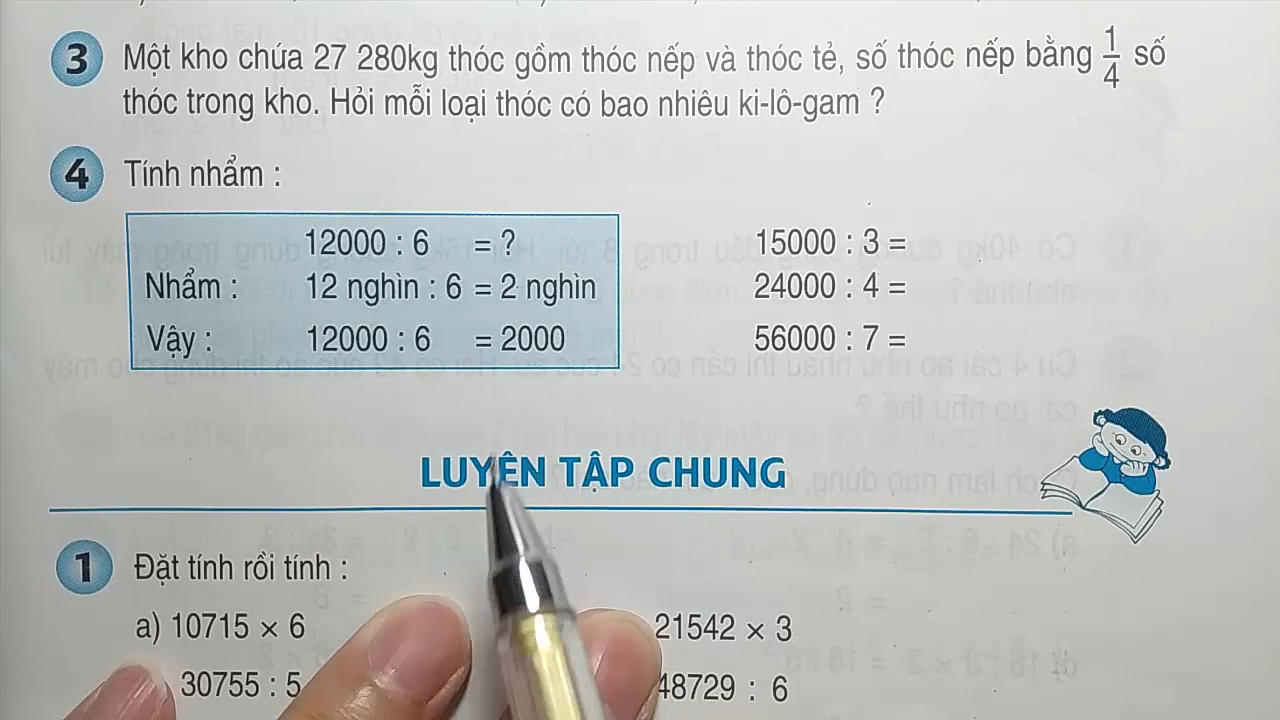 3 Một kho chứa 27 280kg thóc gồm thóc nếp và thóc tẻ, số thóc nếp bằng 1/4 số
thóc trong kho. Hỏi mỗi loại thóc có bao nhiêu ki-lô-gam ?
4 Tính nhẩm :
12000 : 6 = ?
Nhẩm : 12 nghìn : 6 = 2 nghìn
Vậy : 12000 : 6 = 2000
15000 : 3 =
24000 : 4 =
56000 : 7 =
LUYỆN TẬP CHUNG
1 Đặt tính rồi tính :
a) 10715 × 6
21542 × 3
30755 : 5
48729 : 6